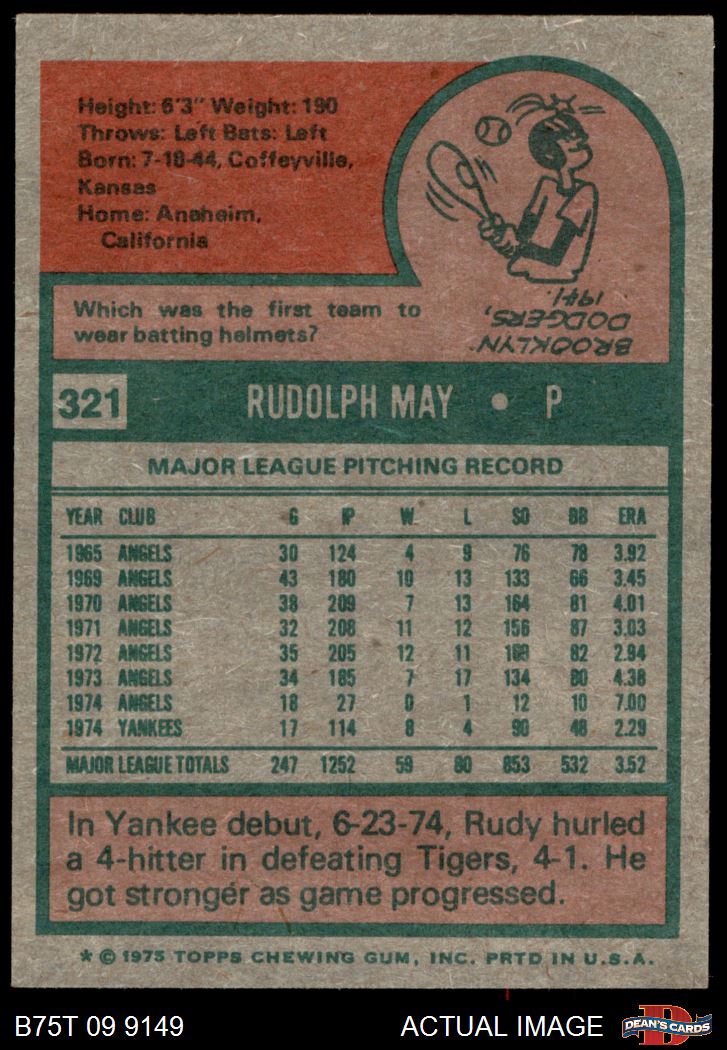 Height: 6'3" Weight: 190
Throws: Left Bats: Left
Born: 7-18-44, Coffeyville,
Kansas
Home: Anaheim,
California
Which was the first team to
wear batting helmets?
BROOKLYN
DODGERS,
1941.
321 RUDOLPH MAY • P
MAJOR LEAGUE PITCHING RECORD
YEAR CLUB G IP W L SO BB ERA
1965 ANGELS 30 124 4 9 76 78 3.92
1969 ANGELS 43 180 10 13 133 66 3.45
1970 ANGELS 38 209 7 13 164 81 4.01
1971 ANGELS 32 208 11 12 156 87 3.03
1972 ANGELS 35 205 12 11 82 2.94
1973 ANGELS 34 185 7 17 134 80 4.38
1974 ANGELS 18 27 0 1 12 10 7.00
1974 YANKEES 17 114 8 4 90 48 2.29
MAJOR LEAGUE TOTALS 247 1252 59 80 853 532 3.52
In Yankee debut, 6-23-74, Rudy hurled
a 4-hitter in defeating Tigers, 4-1. He
got stronger as game progressed.
* © 1975 TOPPS CHEWING GUM, INC. PRTD IN U.S.A.
B75T 09 9149 ACTUAL IMAGE
D
DEAN'S CARDS